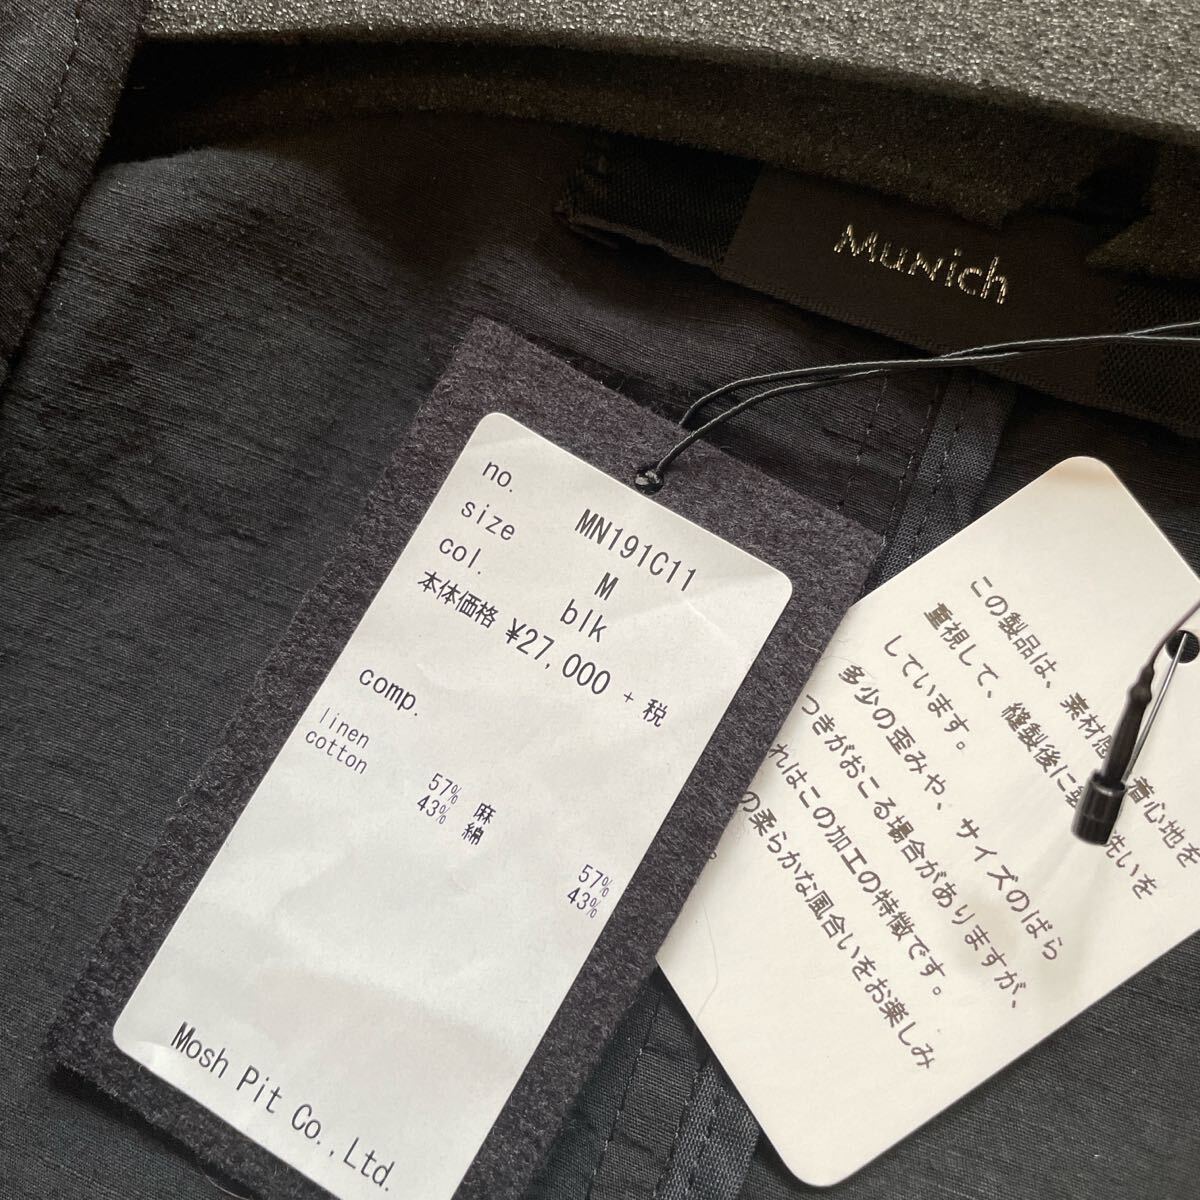 Munich
no. MN191C11
size M
col. blk
本体価格 ¥27,000 + 税
comp.
linen 57% 麻 57%
cotton 43% 綿 43%
Mosh Pit Co.,Ltd.
この製品は、素材感 着心地を
重視して、縫製後に 洗いを
しています。
多少の歪みや、サイズのばら
つきがおこる場合がありますが、
れはこの加工の特徴です。
の柔らかな風合いをお楽しみ